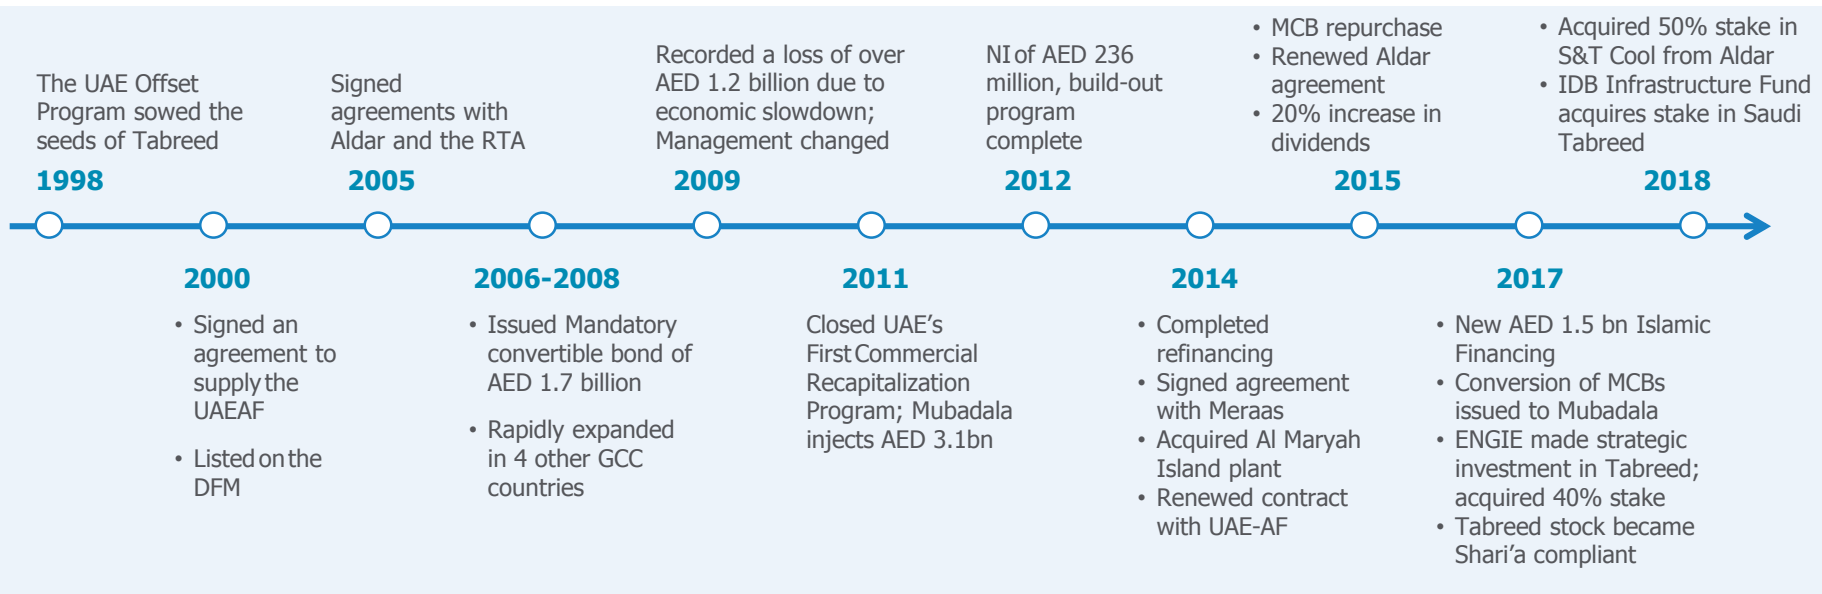 The UAE Offset
Program sowed the
seeds of Tabreed
1998
Signed
agreements with
Aldar and the RTA
2005
Recorded a loss of over
AED 1.2 billion due to
economic slowdown;
Management changed
2009
NI of AED 236
million, build-out
program
complete
2012
• MCB repurchase
• Renewed Aldar
agreement
• 20% increase in
dividends
2015
• Acquired 50% stake in
S&T Cool from Aldar
• IDB Infrastructure Fund
acquires stake in Saudi
Tabreed
2018
2000
• Signed an
agreement to
supply the
UAEAF
• Listed on the
DFM
2006-2008
• Issued Mandatory
convertible bond of
AED 1.7 billion
• Rapidly expanded
in 4 other GCC
countries
2011
Closed UAE’s
First Commercial
Recapitalization
Program; Mubadala
injects AED 3.1bn
2014
• Completed
refinancing
• Signed agreement
with Meraas
• Acquired Al Maryah
Island plant
• Renewed contract
with UAE-AF
2017
• New AED 1.5 bn Islamic
Financing
• Conversion of MCBs
issued to Mubadala
• ENGIE made strategic
investment in Tabreed;
acquired 40% stake
• Tabreed stock became
Shari’a compliant